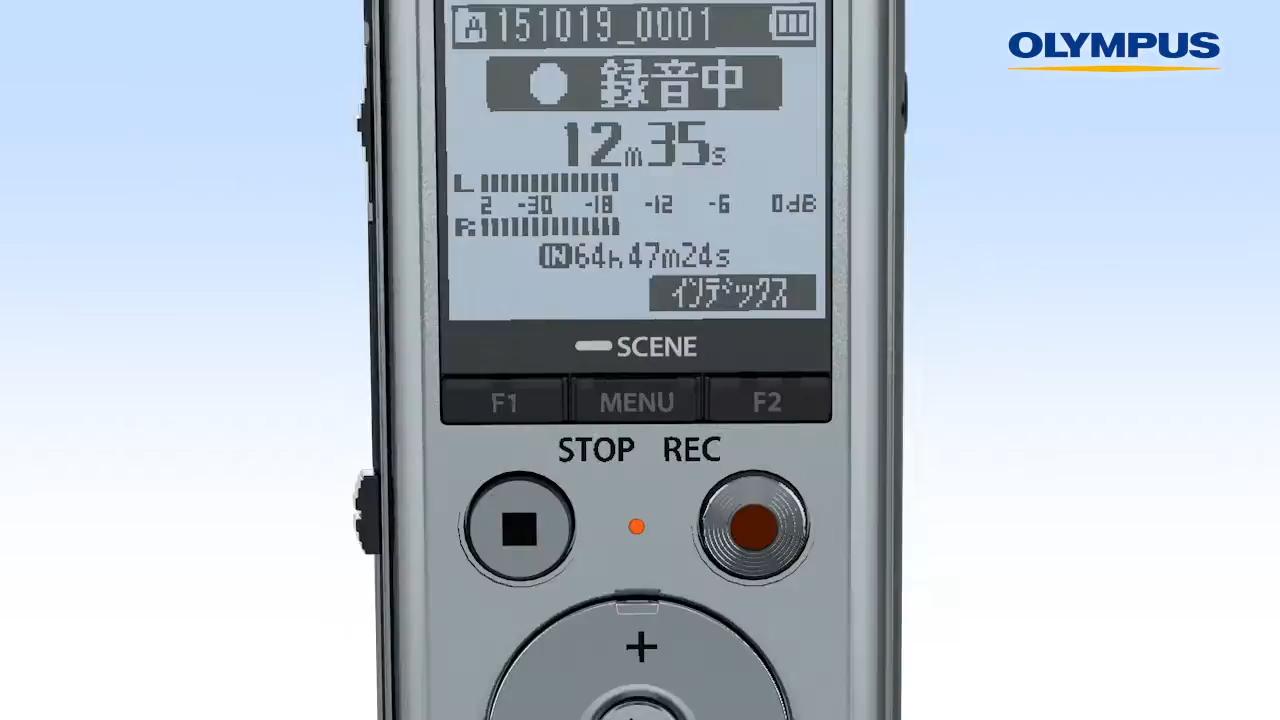 OLYMPUS
A 151019_0001
録音中
12m35s
L
2 -30 -18 -12 -6 0dB
R
IN 64h47m24s
インデックス
SCENE
F1 MENU F2
STOP REC
+